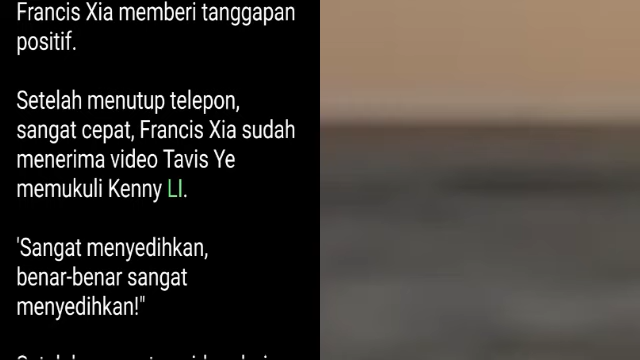 Francis Xia memberi tanggapan
positif.
Setelah menutup telepon,
sangat cepat, Francis Xia sudah
menerima video Tavis Ye
memukuli Kenny LI.
'Sangat menyedihkan,
benar-benar sangat
menyedihkan!"